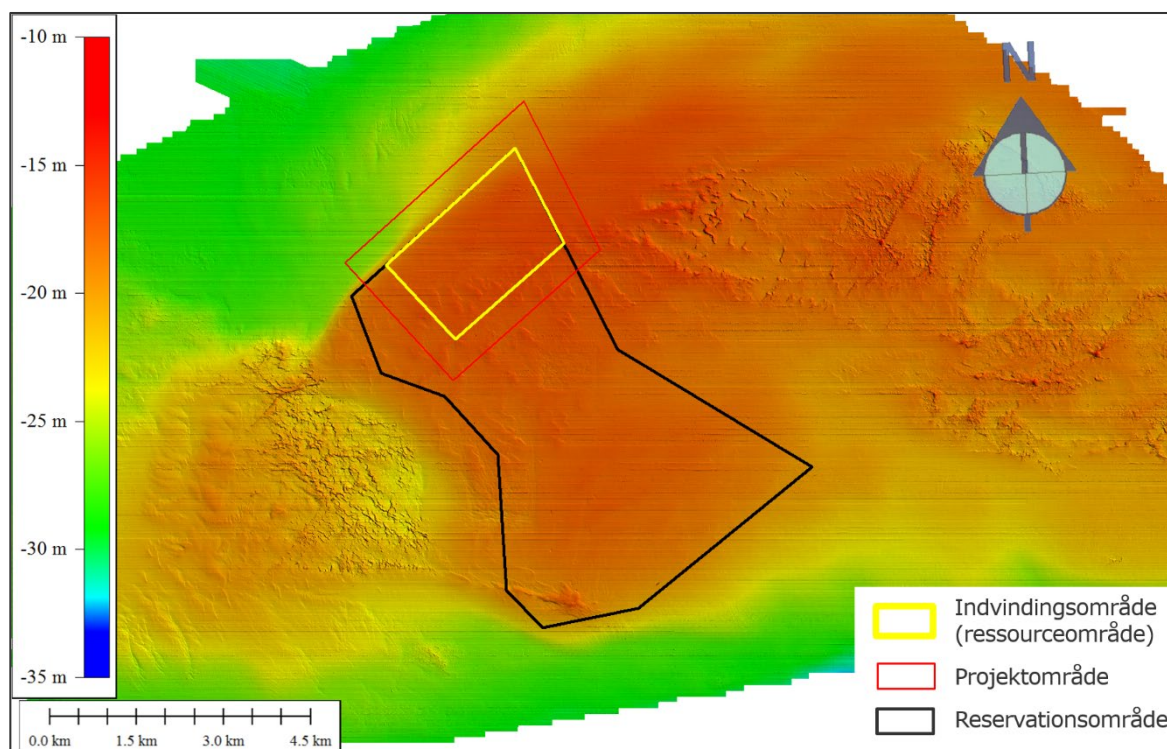 -10 m
-15 m
-20 m
-25 m
-30 m
-35 m
N
0.0 km 1.5 km 3.0 km 4.5 km
Indvindingsområde
(ressourceområde)
Projektområde
Reservationsområde